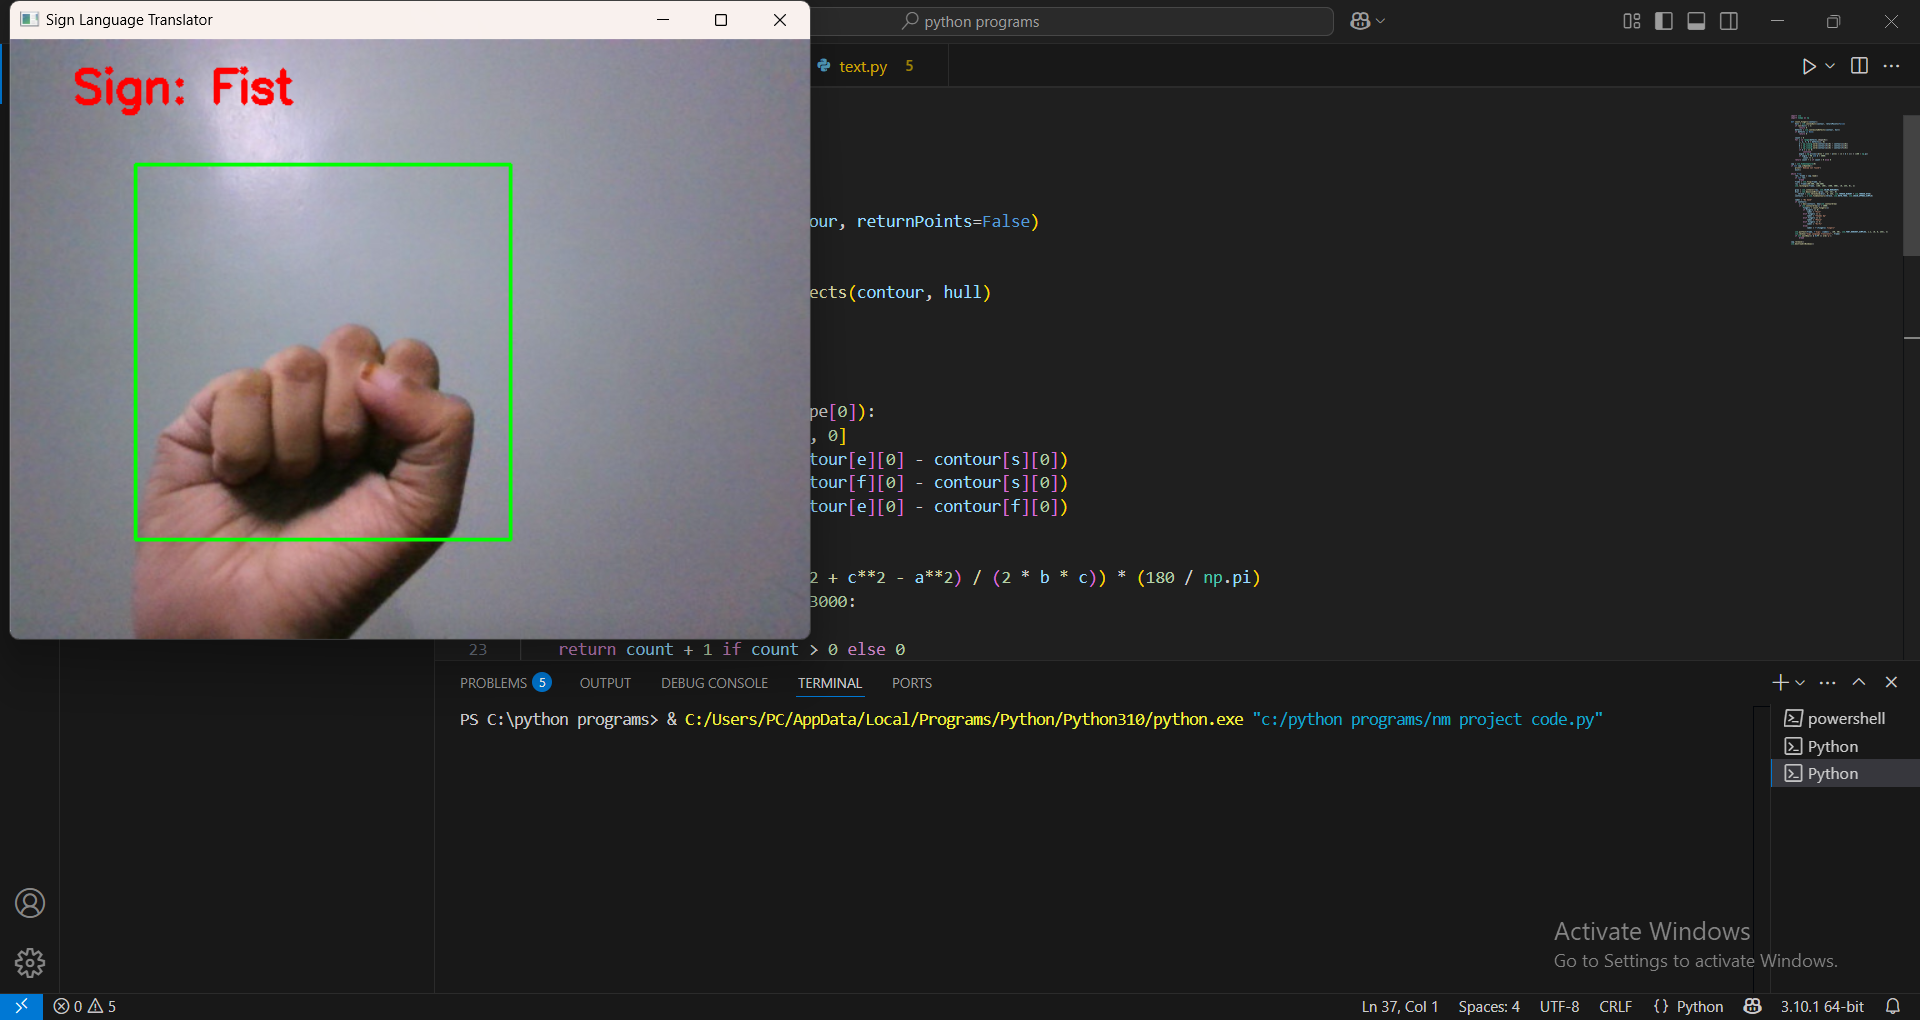 Sign Language Translator
python programs
Sign: Fist
text.py 5
our, returnPoints=False)
ects(contour, hull)
pe[0]):
, 0]
tour[e][0] - contour[s][0])
tour[f][0] - contour[s][0])
tour[e][0] - contour[f][0])
2 + c**2 - a**2) / (2 * b * c)) * (180 / np.pi)
3000:
23 return count + 1 if count > 0 else 0
PROBLEMS 5 OUTPUT DEBUG CONSOLE TERMINAL PORTS
PS C:\python programs> & C:/Users/PC/AppData/Local/Programs/Python/Python310/python.exe "c:/python programs/nm project code.py"
powershell
Python
Python
Activate Windows
Go to Settings to activate Windows.
0 5 Ln 37, Col 1 Spaces: 4 UTF-8 CRLF {} Python 3.10.1 64-bit